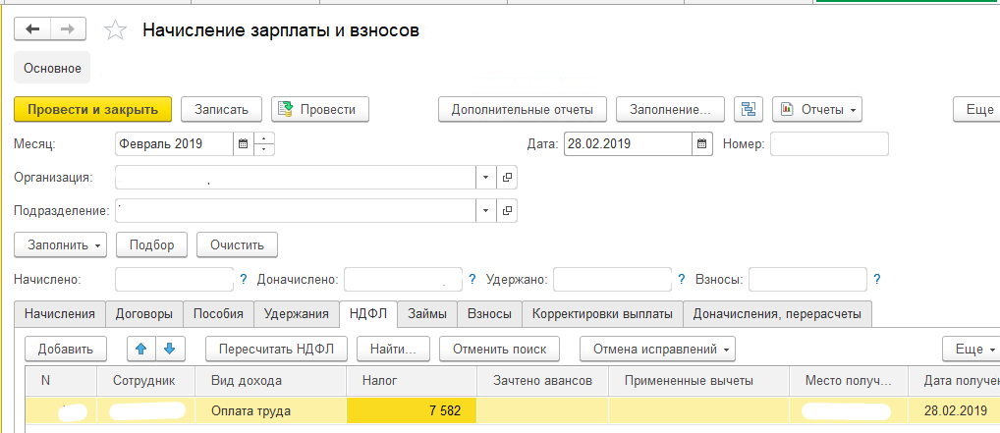 Начисление зарплаты и взносов
Основное
Провести и закрыть Записать Провести Дополнительные отчеты Заполнение... Отчеты Еще
Месяц: Февраль 2019 Дата: 28.02.2019 Номер:
Организация:
Подразделение:
Заполнить Подбор Очистить
Начислено: ? Доначислено: ? Удержано: ? Взносы: ?
Начисления Договоры Пособия Удержания НДФЛ Займы Взносы Корректировки выплаты Доначисления, перерасчеты
Добавить Пересчитать НДФЛ Найти... Отменить поиск Отмена исправлений Еще
N Сотрудник Вид дохода Налог Зачтено авансов Примененные вычеты Место получ... Дата получен
Оплата труда 7 582 28.02.2019